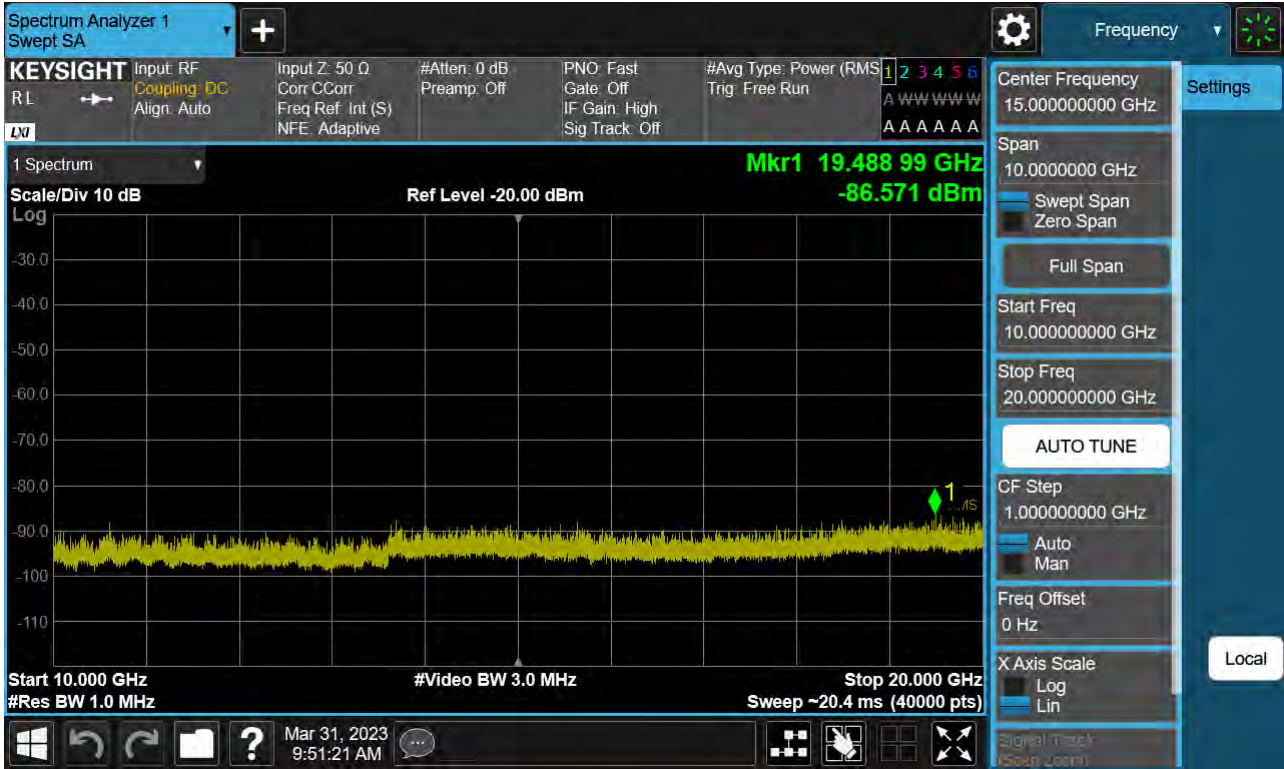 Spectrum Analyzer 1
Swept SA
Frequency
KEYSIGHT
R L
LXI
Input: RF
Coupling: DC
Align: Auto
Input Z: 50 Ω
Corr CCorr
Freq Ref: Int (S)
NFE: Adaptive
#Atten: 0 dB
Preamp: Off
PNO: Fast
Gate: Off
IF Gain: High
Sig Track: Off
#Avg Type: Power (RMS
Trig: Free Run
1 2 3 4 5 6
A W W W W W
A A A A A A
1 Spectrum
Scale/Div 10 dB
Log
Ref Level -20.00 dBm
Mkr1 19.488 99 GHz
-86.571 dBm
-30.0
-40.0
-50.0
-60.0
-70.0
-80.0
-90.0
-100
-110
1
Start 10.000 GHz
#Res BW 1.0 MHz
#Video BW 3.0 MHz
Stop 20.000 GHz
Sweep ~20.4 ms (40000 pts)
Center Frequency
15.000000000 GHz
Span
10.0000000 GHz
Swept Span
Zero Span
Full Span
Start Freq
10.000000000 GHz
Stop Freq
20.000000000 GHz
AUTO TUNE
CF Step
1.000000000 GHz
Auto
Man
Freq Offset
0 Hz
X Axis Scale
Log
Lin
Signal Track
(Span Zoom)
Settings
Local
?
Mar 31, 2023
9:51:21 AM